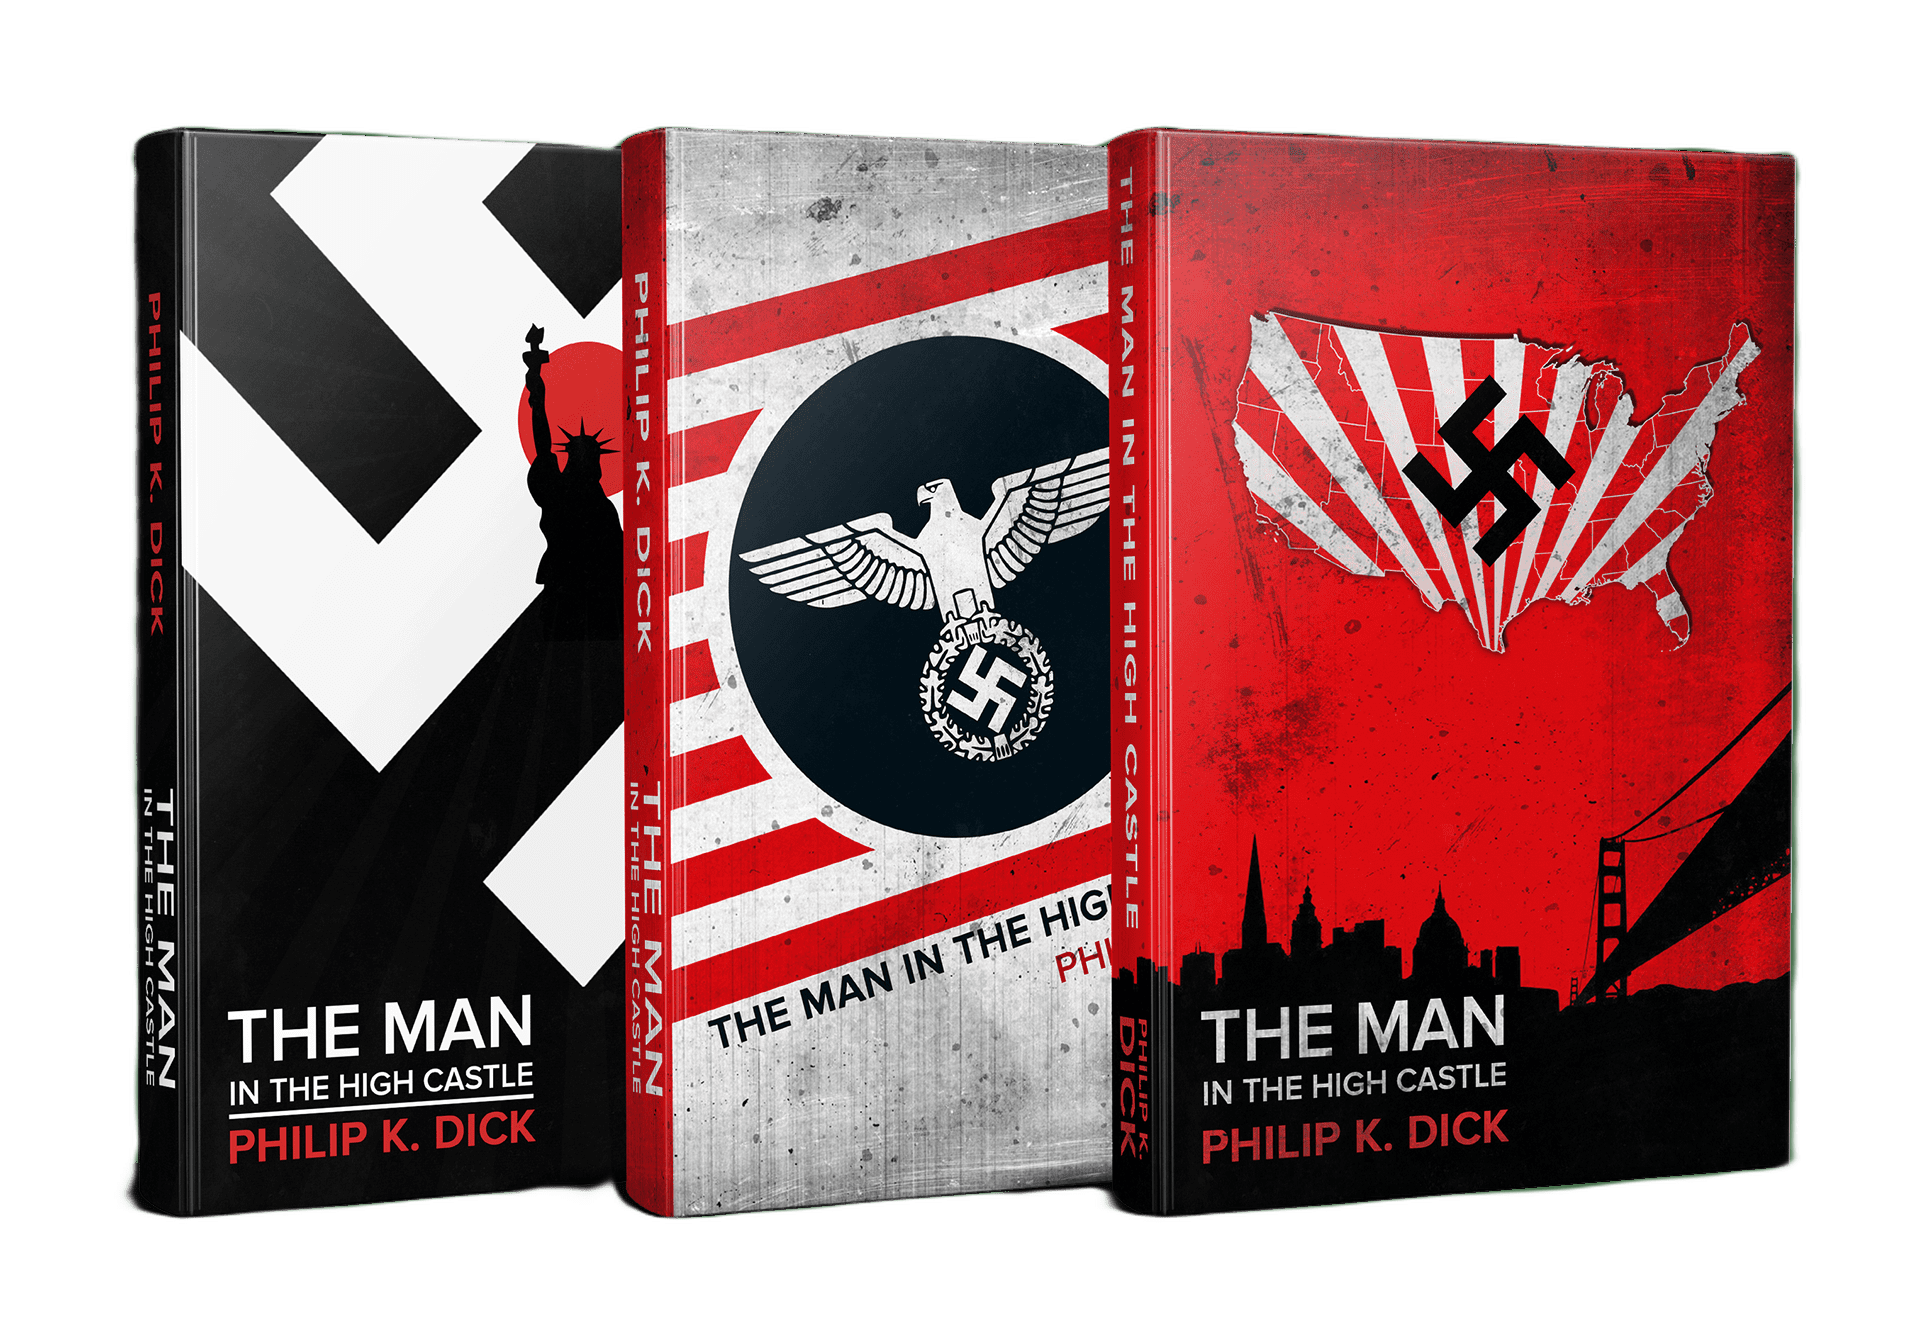 PHILIP K. DICK
THE MAN
IN THE HIGH CASTLE
THE MAN
IN THE HIGH CASTLE
PHILIP K. DICK
PHILIP K. DICK
THE MAN
IN THE HIGH CASTLE
THE MAN IN THE HIG
PHI
THE MAN IN THE HIGH CASTLE
PHILIP K.
DICK
THE MAN
IN THE HIGH CASTLE
PHILIP K. DICK